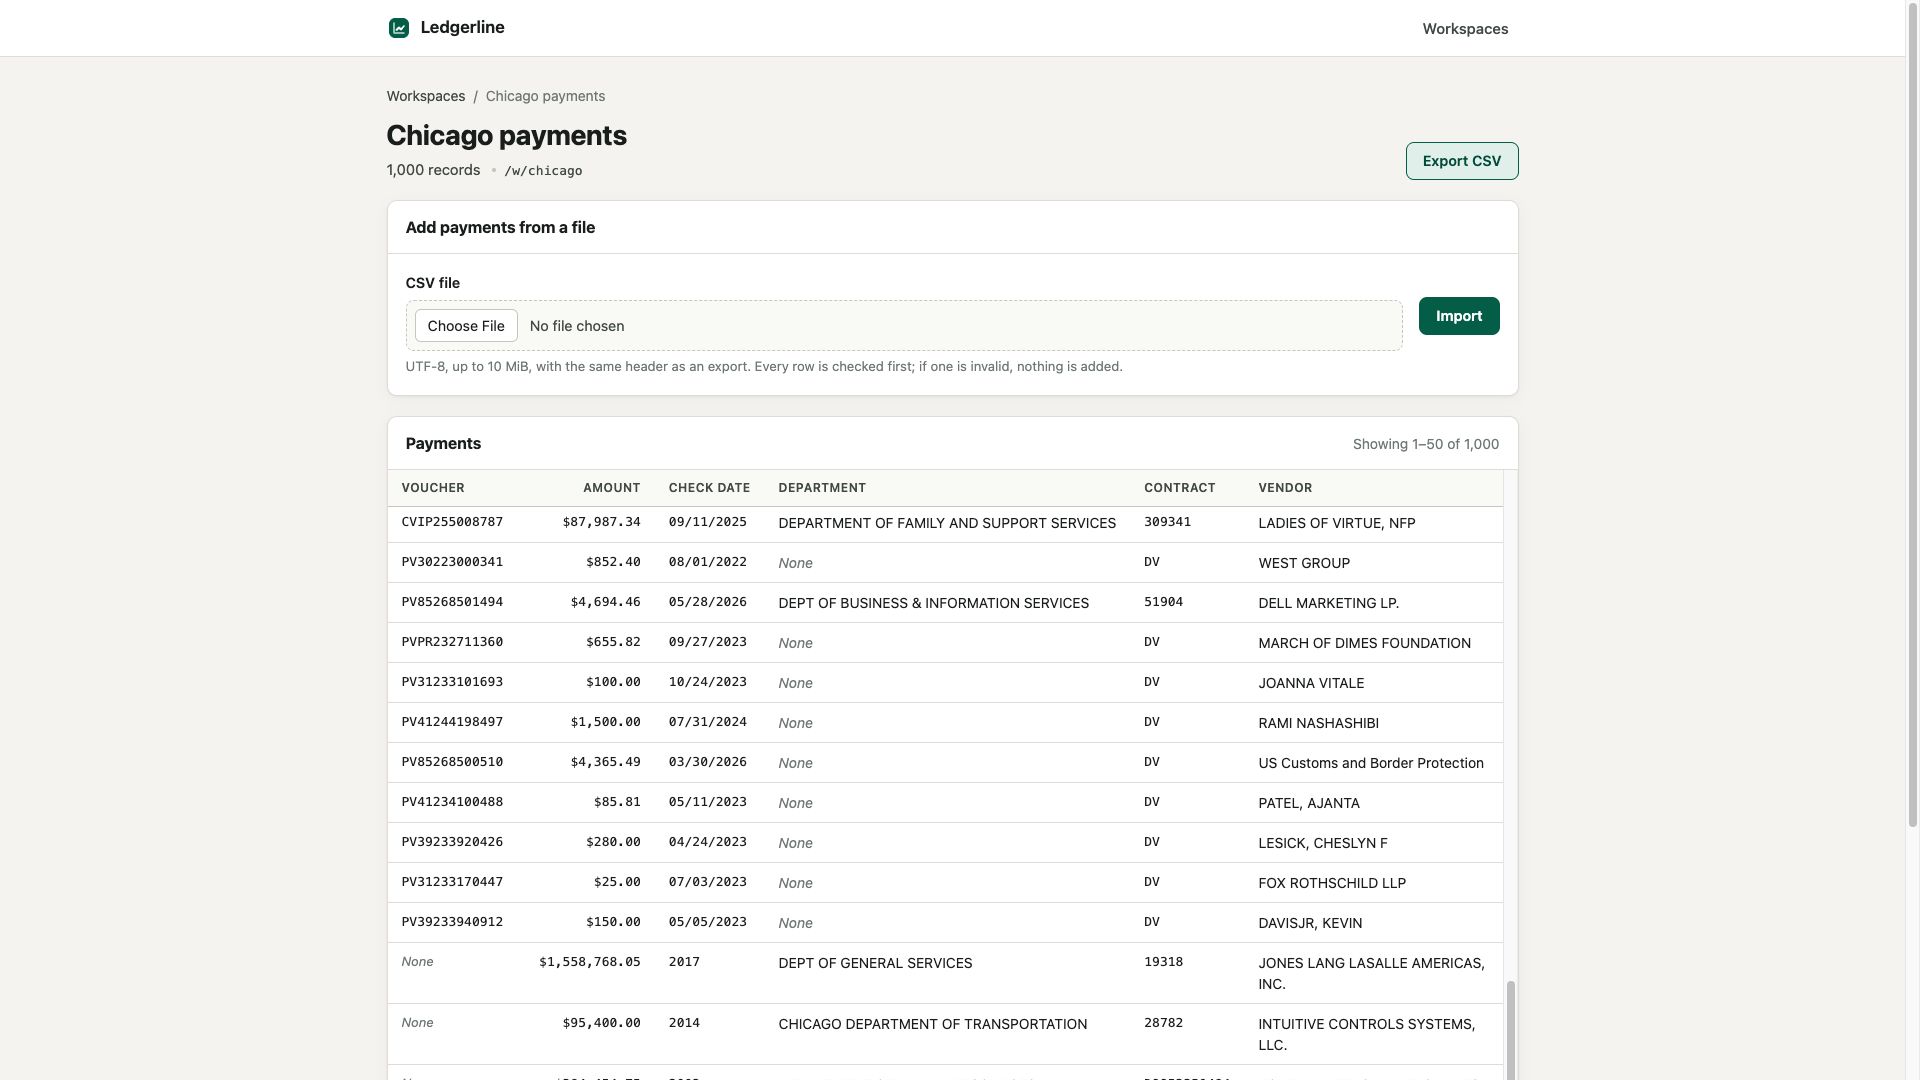 Ledgerline
Workspaces
Workspaces / Chicago payments
Chicago payments
1,000 records • /w/chicago
Export CSV
Add payments from a file
CSV file
Choose File No file chosen
Import
UTF-8, up to 10 MiB, with the same header as an export. Every row is checked first; if one is invalid, nothing is added.
Payments
Showing 1–50 of 1,000
VOUCHER AMOUNT CHECK DATE DEPARTMENT CONTRACT VENDOR
CVIP255008787 $87,987.34 09/11/2025 DEPARTMENT OF FAMILY AND SUPPORT SERVICES 309341 LADIES OF VIRTUE, NFP
PV30223000341 $852.40 08/01/2022 None DV WEST GROUP
PV85268501494 $4,694.46 05/28/2026 DEPT OF BUSINESS & INFORMATION SERVICES 51904 DELL MARKETING LP.
PVPR232711360 $655.82 09/27/2023 None DV MARCH OF DIMES FOUNDATION
PV31233101693 $100.00 10/24/2023 None DV JOANNA VITALE
PV41244198497 $1,500.00 07/31/2024 None DV RAMI NASHASHIBI
PV85268500510 $4,365.49 03/30/2026 None DV US Customs and Border Protection
PV41234100488 $85.81 05/11/2023 None DV PATEL, AJANTA
PV39233920426 $280.00 04/24/2023 None DV LESICK, CHESLYN F
PV31233170447 $25.00 07/03/2023 None DV FOX ROTHSCHILD LLP
PV39233940912 $150.00 05/05/2023 None DV DAVISJR, KEVIN
None $1,558,768.05 2017 DEPT OF GENERAL SERVICES 19318 JONES LANG LASALLE AMERICAS,
INC.
None $95,400.00 2014 CHICAGO DEPARTMENT OF TRANSPORTATION 28782 INTUITIVE CONTROLS SYSTEMS,
LLC.